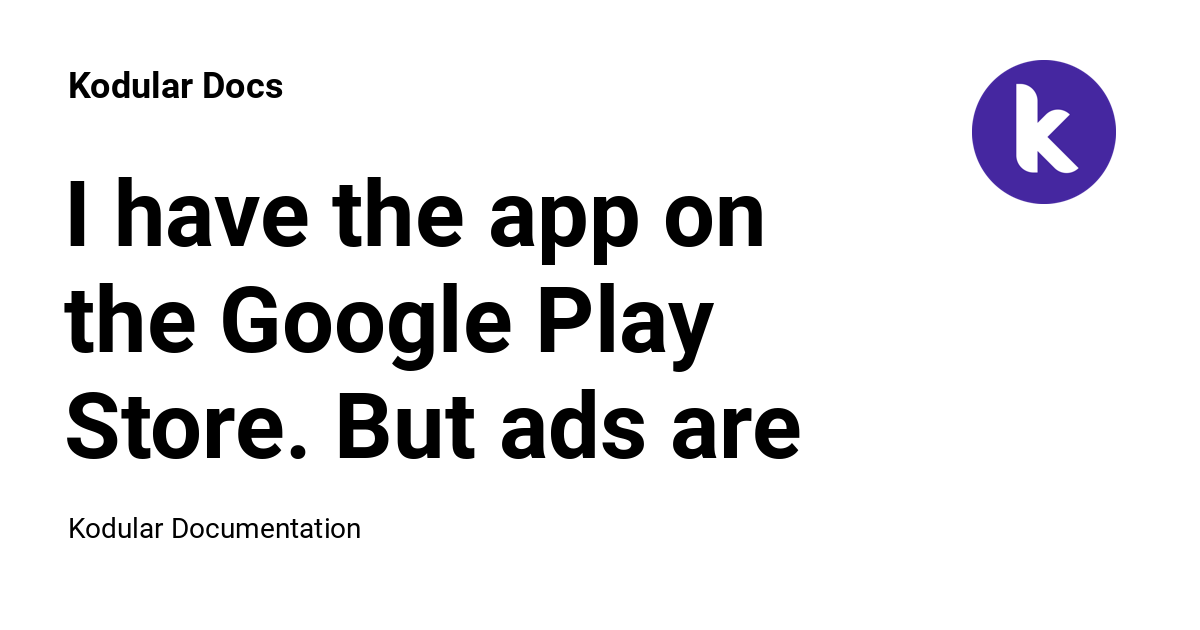 Kodular Docs
I have the app on
the Google Play
Store. But ads are
Kodular Documentation